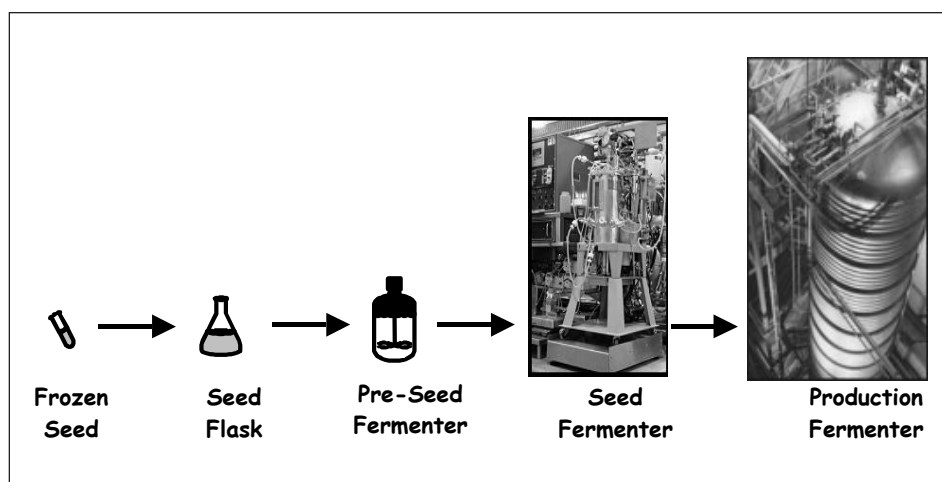 Frozen
Seed
Seed
Flask
Pre-Seed
Fermenter
Seed
Fermenter
Production
Fermenter